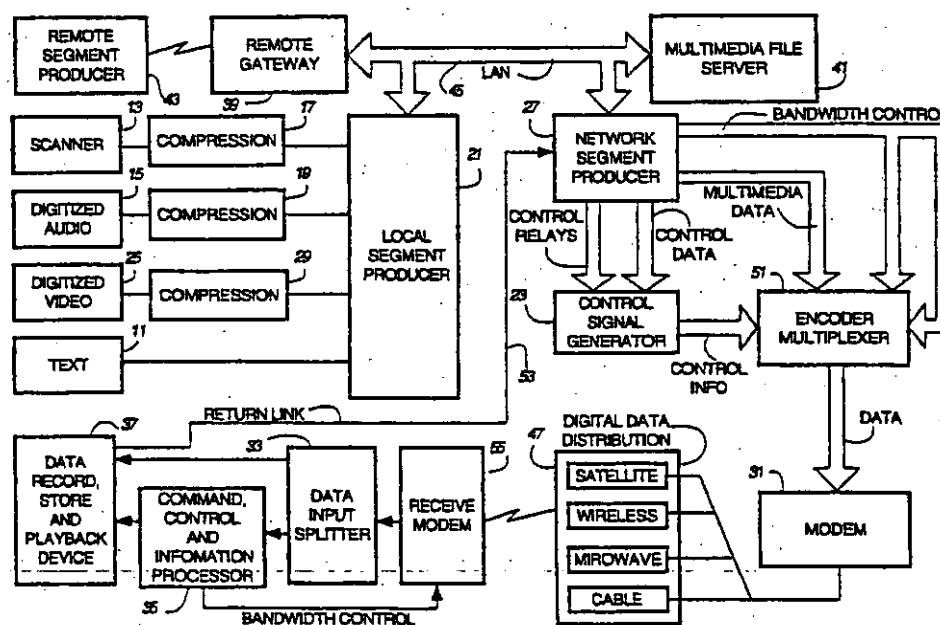 REMOTE
SEGMENT
PRODUCER
43
REMOTE
GATEWAY
39
LAN
45
MULTIMEDIA FILE
SERVER
41
13
SCANNER
17
COMPRESSION
15
DIGITIZED
AUDIO
19
COMPRESSION
25
DIGITIZED
VIDEO
29
COMPRESSION
11
TEXT
21
LOCAL
SEGMENT
PRODUCER
27
NETWORK
SEGMENT
PRODUCER
BANDWIDTH CONTROL
MULTIMEDIA
DATA
CONTROL
RELAYS
CONTROL
DATA
23
CONTROL
SIGNAL
GENERATOR
CONTROL
INFO
51
ENCODER
MULTIPLEXER
53
RETURN LINK
DATA
37
DATA
RECORD,
STORE
AND
PLAYBACK
DEVICE
COMMAND,
CONTROL
AND
INFOMATION
PROCESSOR
35
33
DATA
INPUT
SPLITTER
55
RECEIVE
MODEM
BANDWIDTH CONTROL
47
DIGITAL DATA
DISTRIBUTION
SATELLITE
WIRELESS
MIROWAVE
CABLE
31
MODEM